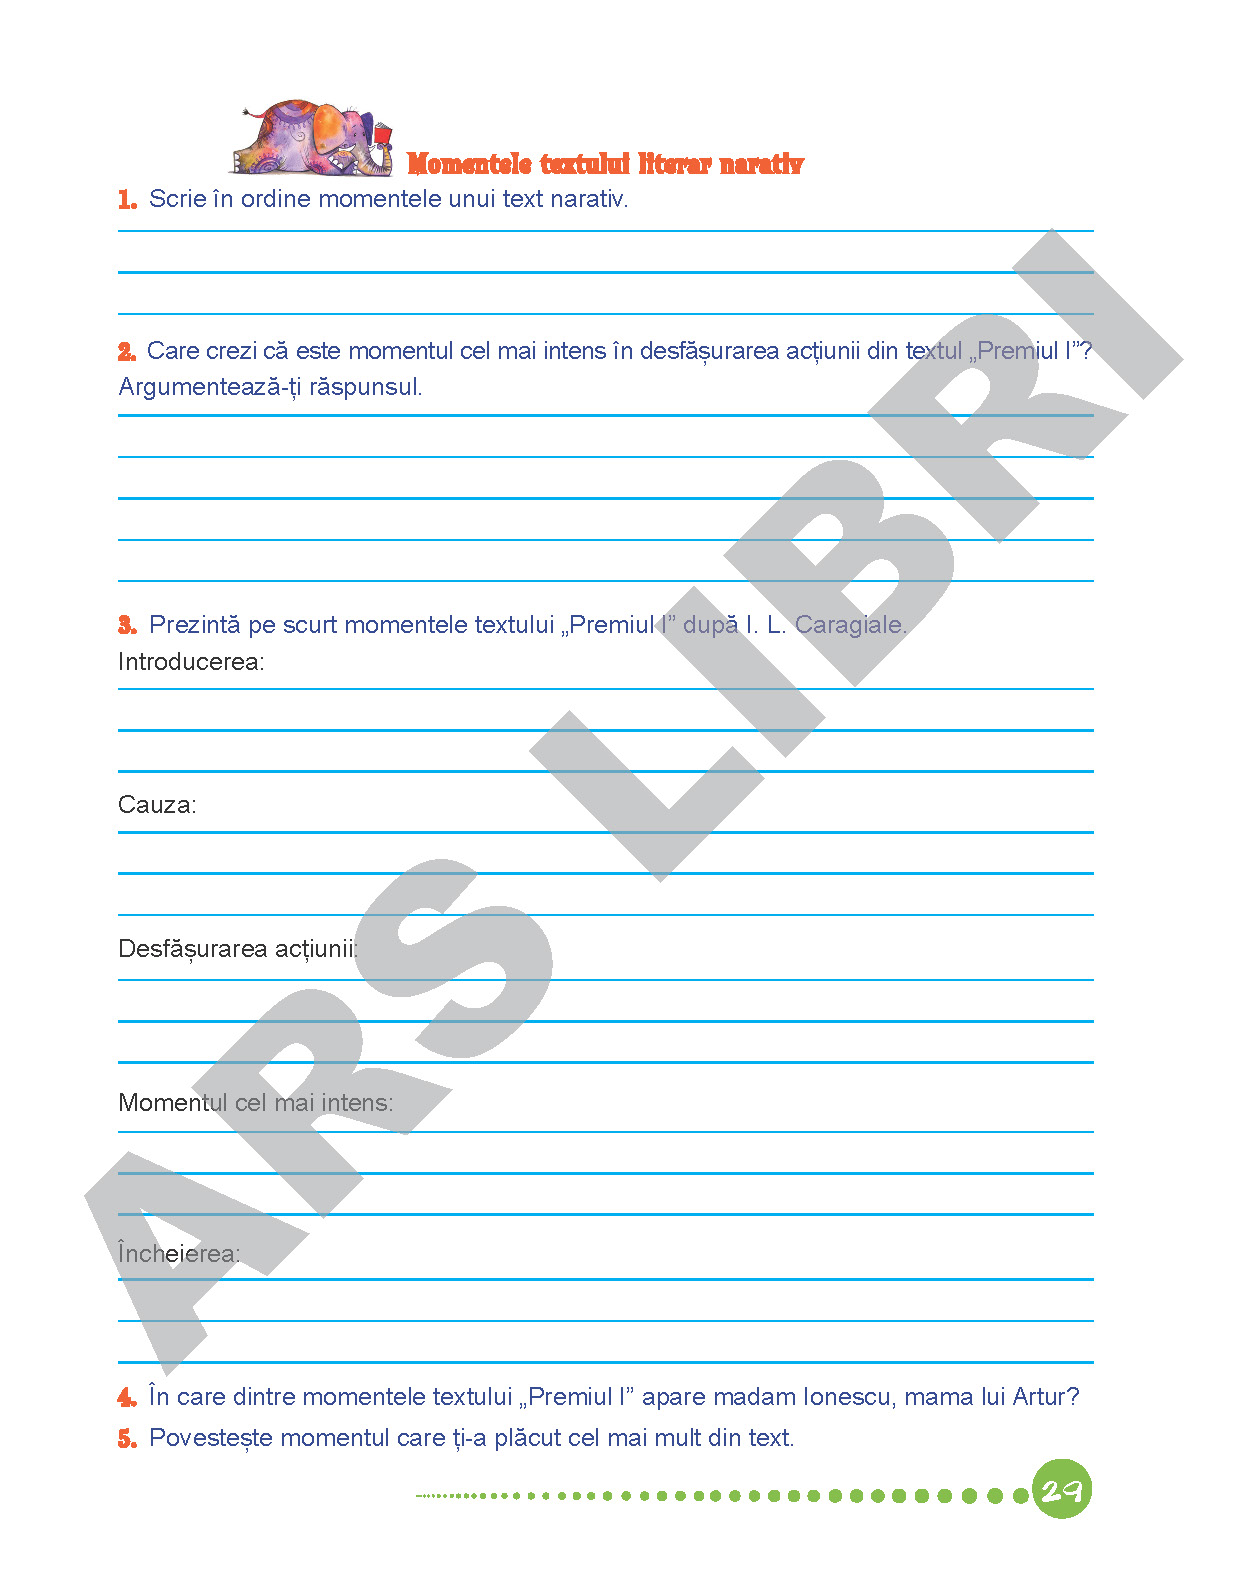 Momentele textului literar narativ
1. Scrie în ordine momentele unui text narativ.
2. Care crezi că este momentul cel mai intens în desfășurarea acțiunii din textul „Premiul I”?
Argumentează-ți răspunsul.
3. Prezintă pe scurt momentele textului „Premiul I” după I. L. Caragiale.
Introducerea:
Cauza:
Desfășurarea acțiunii:
Momentul cel mai intens:
Încheierea:
4. În care dintre momentele textului „Premiul I” apare madam Ionescu, mama lui Artur?
5. Povestește momentul care ți-a plăcut cel mai mult din text.
29
ARS LIBRI